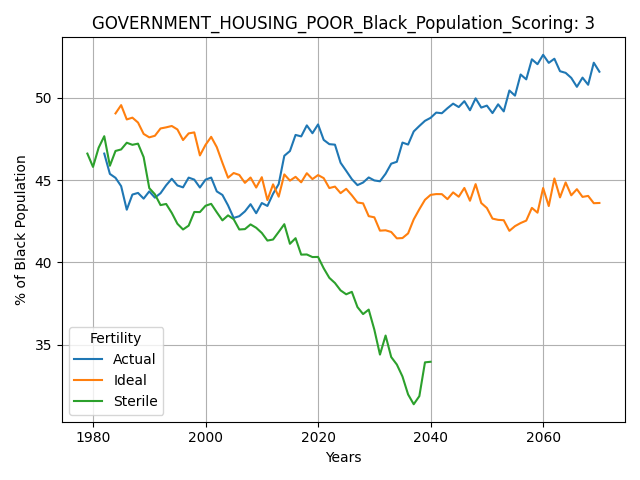 GOVERNMENT_HOUSING_POOR_Black_Population_Scoring: 3
% of Black Population
50
45
40
35
Fertility
Actual
Ideal
Sterile
1980 2000 2020 2040 2060
Years